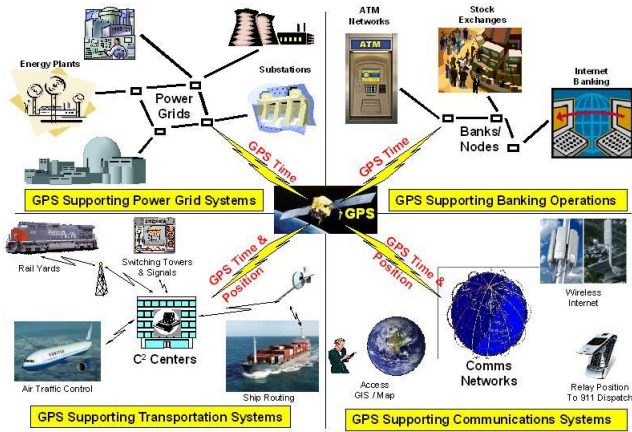 Energy Plants
Power
Grids
Substations
GPS Time
GPS Supporting Power Grid Systems
ATM
Networks
ATM
Stock
Exchanges
Internet
Banking
Banks/
Nodes
GPS Time
GPS Supporting Banking Operations
GPS
Rail Yards
Switching Towers
& Signals
GPS Time &
Position
C² Centers
Air Traffic Control
Ship Routing
GPS Supporting Transportation Systems
GPS Time &
Position
Wireless
Internet
Access
GIS / Map
Comms
Networks
Relay Position
To 911 Dispatch
GPS Supporting Communications Systems